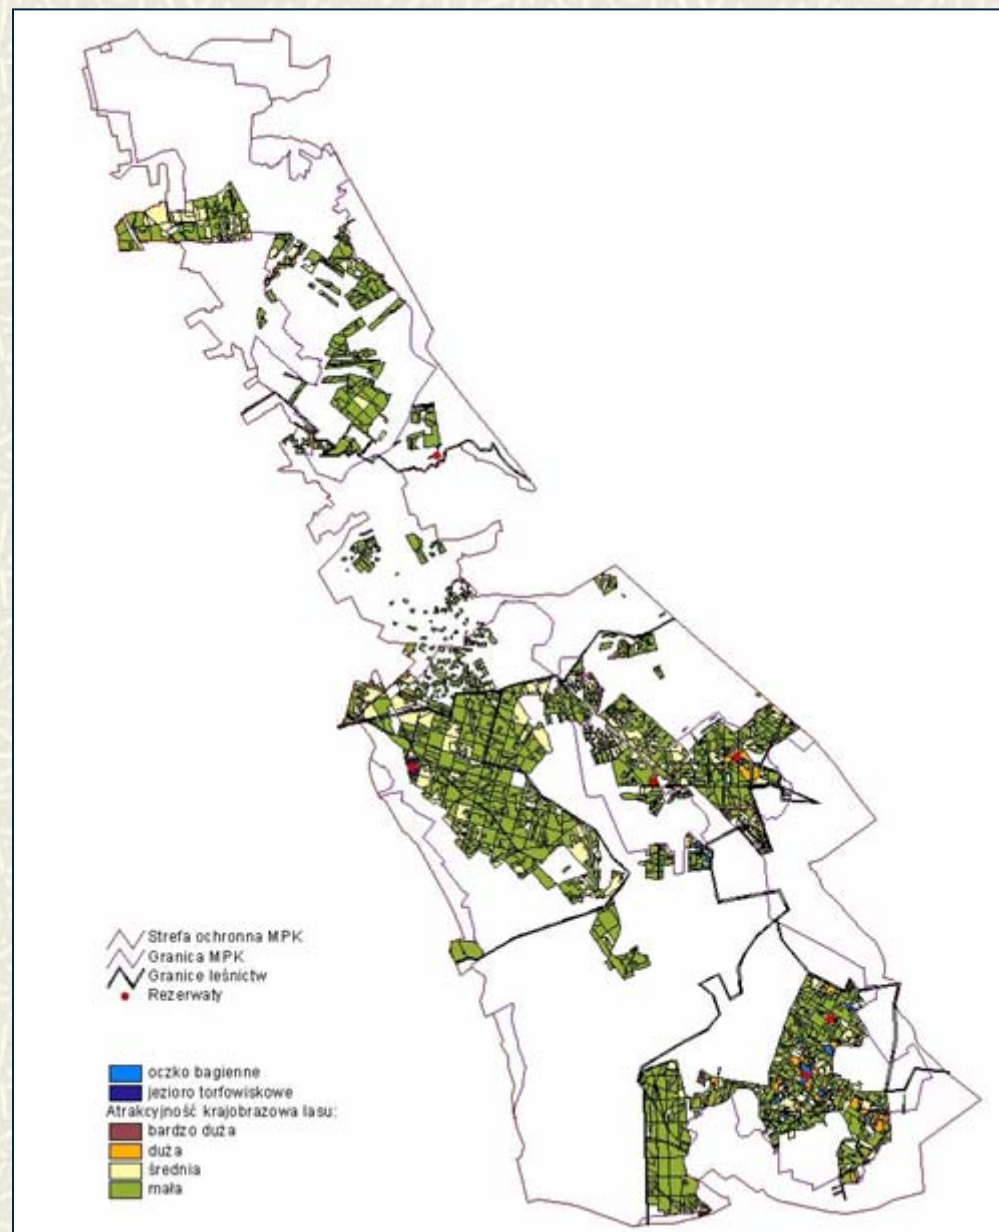 Strefa ochronna MPK
Granica MPK
Granice leśnictw
Rezerwaty
oczko bagienne
jezioro torfowiskowe
Atrakcyjność krajobrazowa lasu:
bardzo duża
duża
średnia
mała